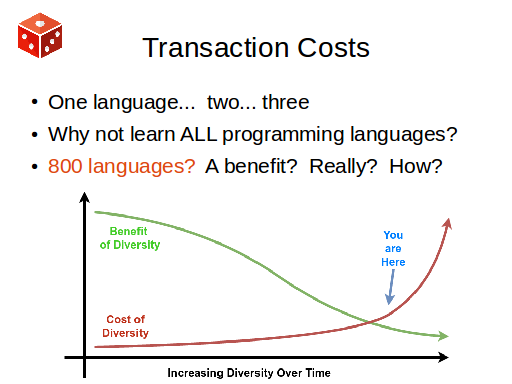 Transaction Costs
• One language... two... three
• Why not learn ALL programming languages?
• 800 languages? A benefit? Really? How?
Benefit
of Diversity
You
are
Here
Cost of
Diversity
Increasing Diversity Over Time